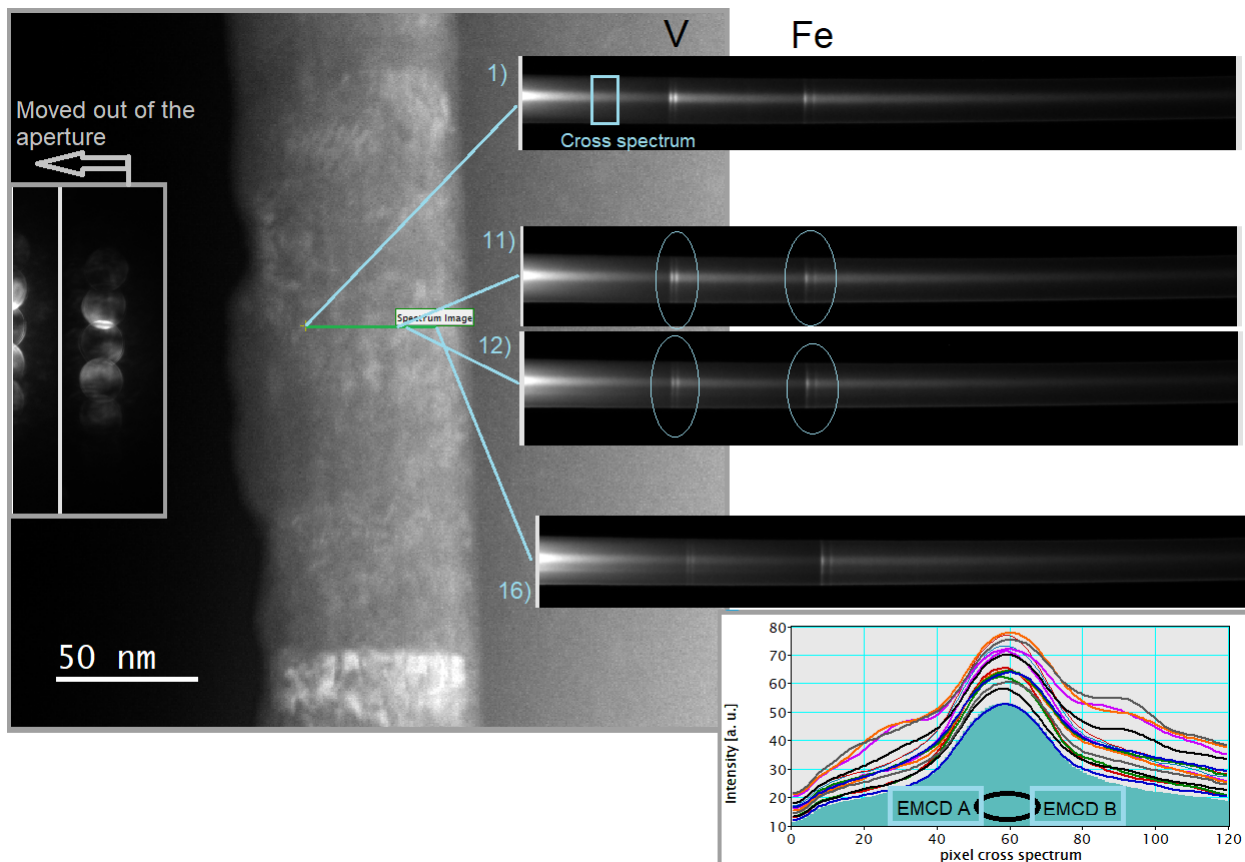 V
Fe
1)
Moved out of the
aperture
Cross spectrum
11)
Spectrum Image
12)
16)
50 nm
80
70
60
50
40
30
20
10
Intensity [a. u.]
EMCD A
EMCD B
0
20
40
60
80
100
120
pixel cross spectrum